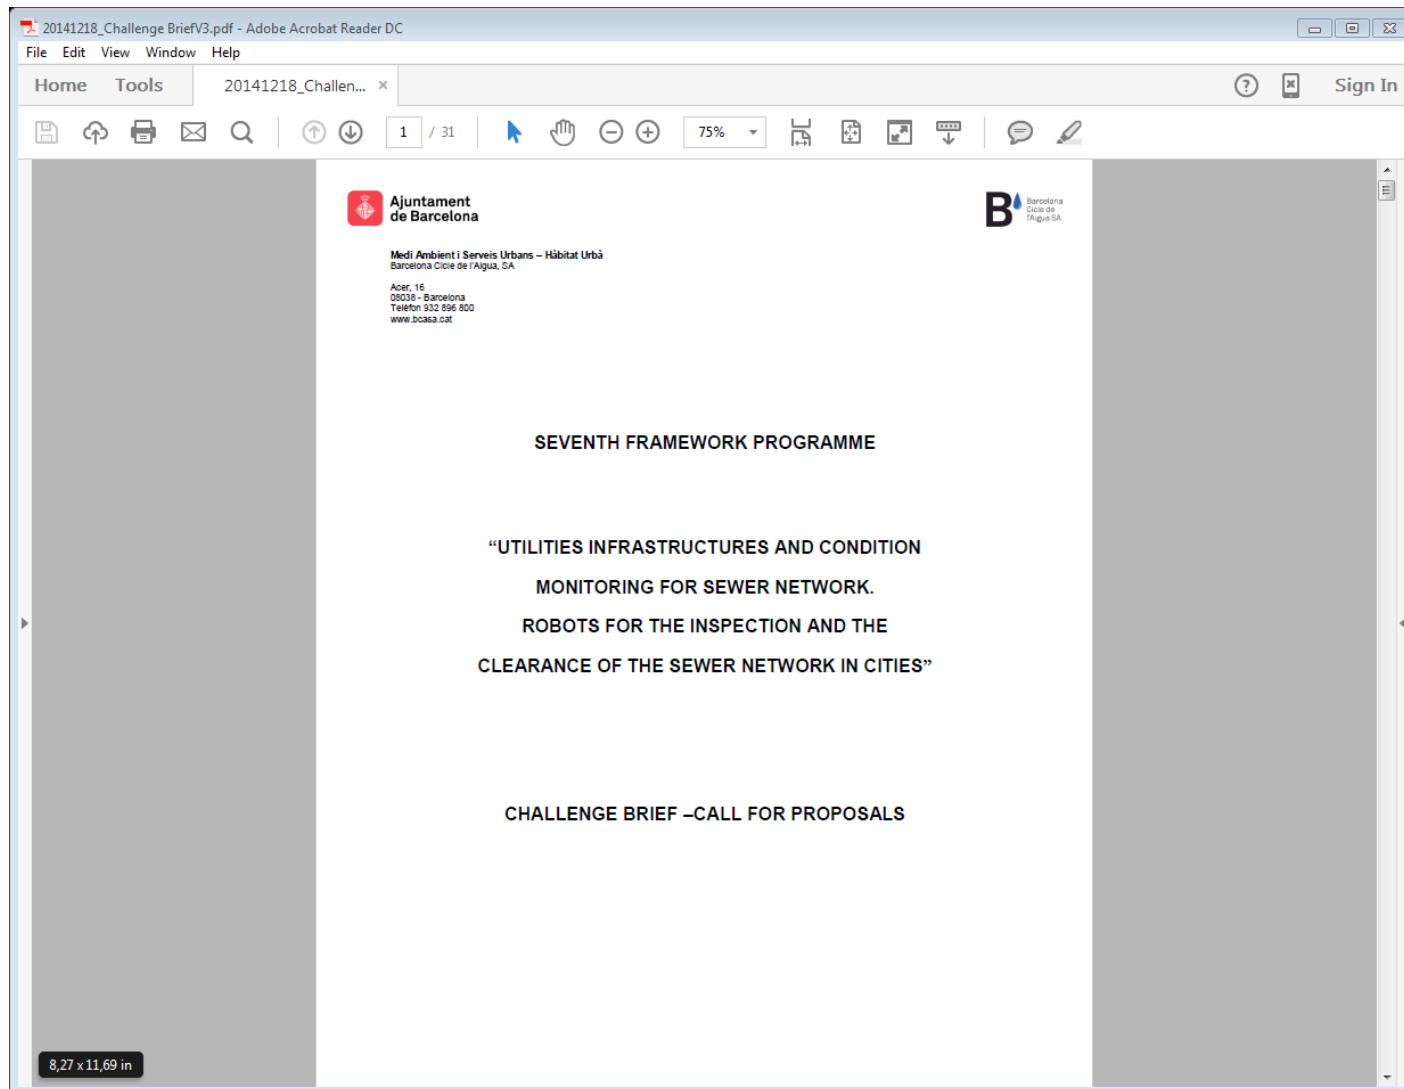 20141218_Challenge BriefV3.pdf - Adobe Acrobat Reader DC
File Edit View Window Help
Home Tools 20141218_Challen... × Sign In
1 / 31 75%
Ajuntament
de Barcelona
B Barcelona
Cicle de
l'Aigua SA
Medi Ambient i Serveis Urbans – Hàbitat Urbà
Barcelona Cicle de l'Aigua, SA
Acer, 16
08038 - Barcelona
Telèfon 932 896 800
www.bcasa.cat
SEVENTH FRAMEWORK PROGRAMME
“UTILITIES INFRASTRUCTURES AND CONDITION
MONITORING FOR SEWER NETWORK.
ROBOTS FOR THE INSPECTION AND THE
CLEARANCE OF THE SEWER NETWORK IN CITIES”
CHALLENGE BRIEF –CALL FOR PROPOSALS
8,27 x 11,69 in